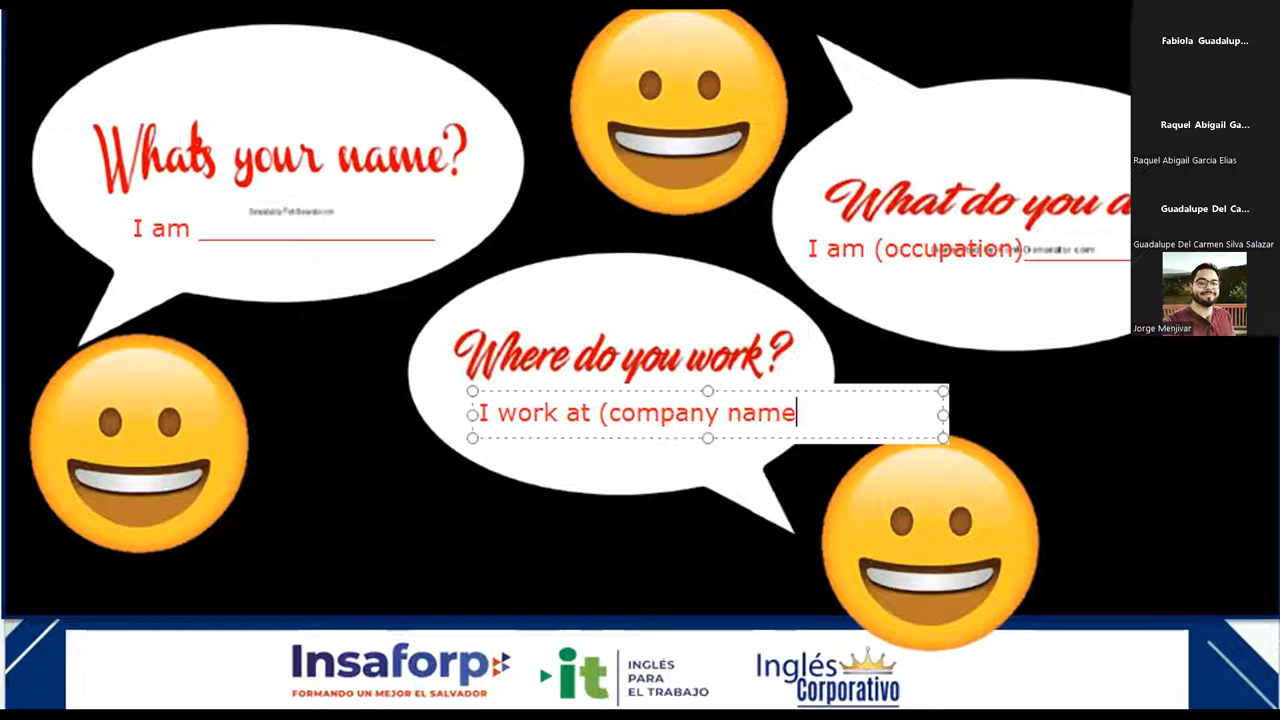 What's your name?
I am
What do you
I am (occupation)
Where do you work?
I work at (company name
Fabiola Guadalup...
Raquel Abigail Ga...
Raquel Abigail Garcia Elias
Guadalupe Del Ca...
Guadalupe Del Carmen Silva Salazar
Jorge Menjivar
Insaforp
FORMANDO UN MEJOR EL SALVADOR
it
INGLÉS
PARA
EL TRABAJO
Inglés
Corporativo